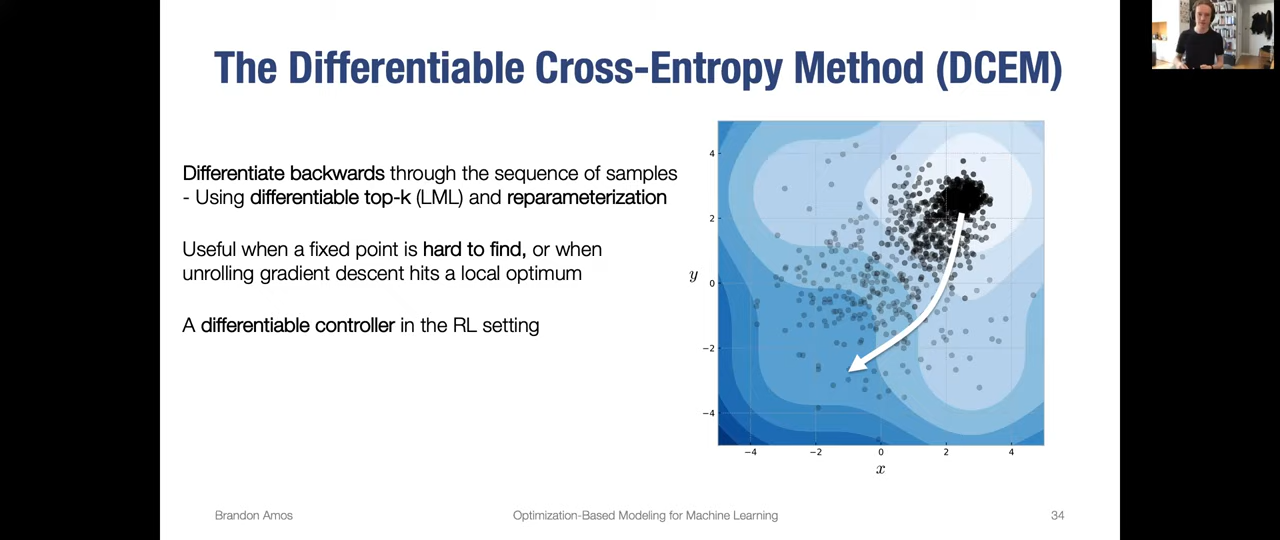 The Differentiable Cross-Entropy Method (DCEM)
Differentiate backwards through the sequence of samples
- Using differentiable top-k (LML) and reparameterization
Useful when a fixed point is hard to find, or when
unrolling gradient descent hits a local optimum
A differentiable controller in the RL setting
4
2
y
0
−2
−4
−4 −2 0 2 4
x
Brandon Amos Optimization-Based Modeling for Machine Learning 34